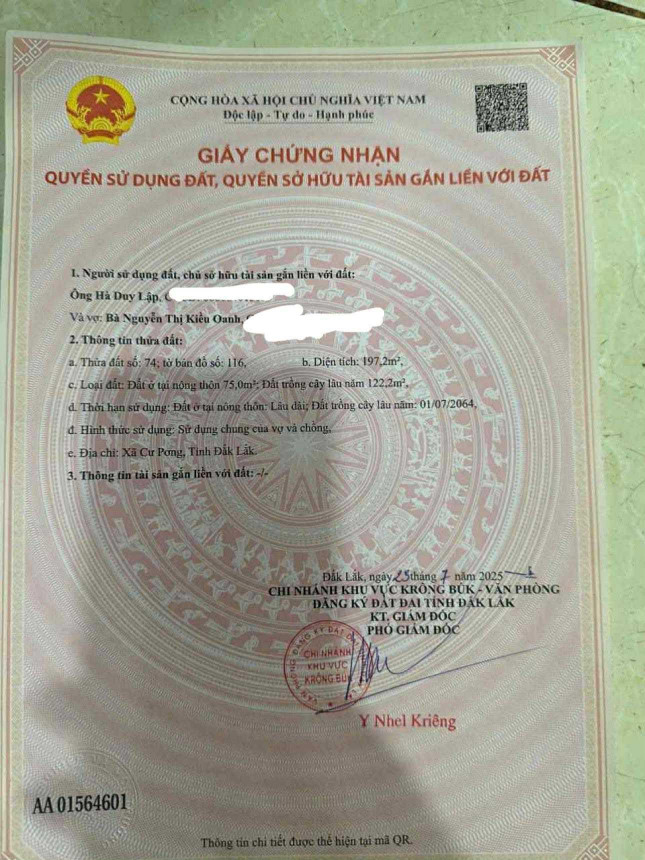 CỘNG HÒA XÃ HỘI CHỦ NGHĨA VIỆT NAM
Độc lập - Tự do - Hạnh phúc
GIẤY CHỨNG NHẬN
QUYỀN SỬ DỤNG ĐẤT, QUYỀN SỞ HỮU TÀI SẢN GẮN LIỀN VỚI ĐẤT
1. Người sử dụng đất, chủ sở hữu tài sản gắn liền với đất:
Ông Hà Duy Lập,
Và vợ: Bà Nguyễn Thị Kiều Oanh,
2. Thông tin thửa đất:
a. Thửa đất số: 74; tờ bản đồ số: 116, b. Diện tích: 197,2m²,
c. Loại đất: Đất ở tại nông thôn 75,0m²; Đất trồng cây lâu năm 122,2m²,
d. Thời hạn sử dụng: Đất ở tại nông thôn: Lâu dài; Đất trồng cây lâu năm: 01/07/2064,
đ. Hình thức sử dụng: Sử dụng chung của vợ và chồng,
e. Địa chỉ: Xã Cư Pơng, Tỉnh Đắk Lắk.
3. Thông tin tài sản gắn liền với đất: -/-
Đắk Lắk, ngày 25 tháng 7 năm 2025
CHI NHÁNH KHU VỰC KRÔNG BÚK - VĂN PHÒNG
ĐĂNG KÝ ĐẤT ĐAI TỈNH ĐẮK LẮK
KT. GIÁM ĐỐC
PHÓ GIÁM ĐỐC
CHI NHÁNH
KHU VỰC
KRÔNG BÚK
Y Nhel Kriêng
AA 01564601
Thông tin chi tiết được thể hiện tại mã QR.